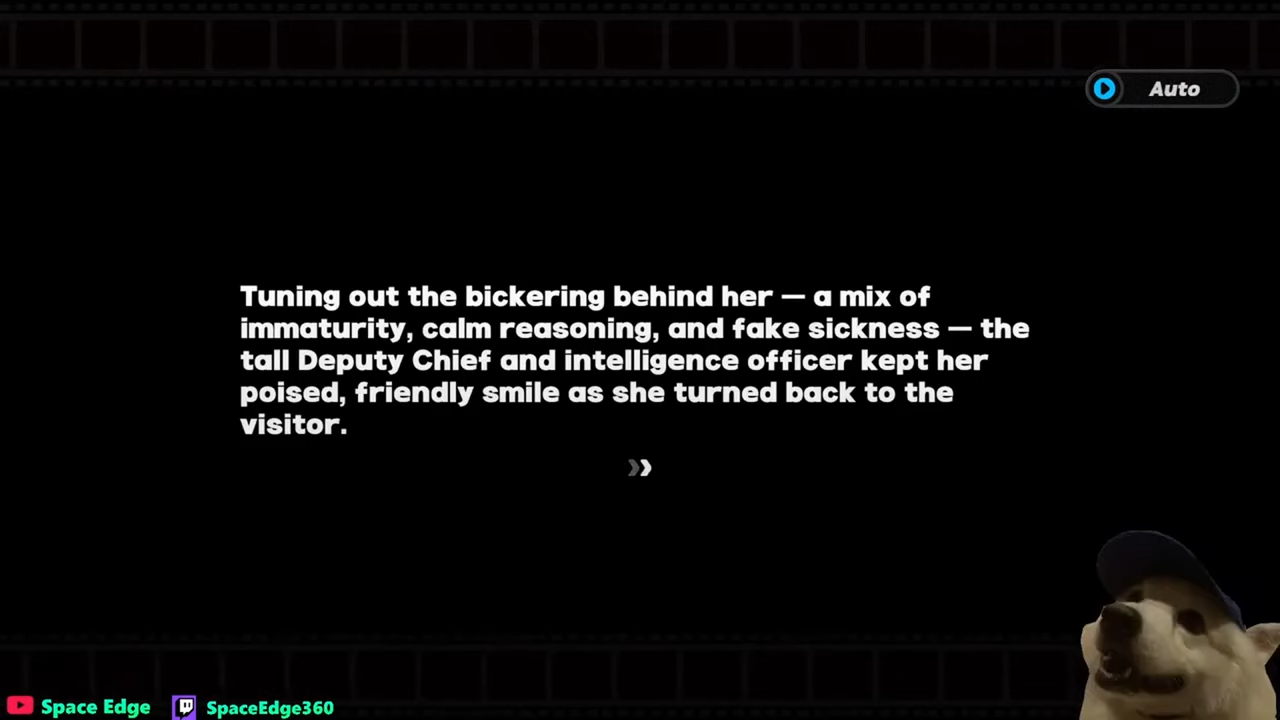 Auto
Tuning out the bickering behind her — a mix of
immaturity, calm reasoning, and fake sickness — the
tall Deputy Chief and intelligence officer kept her
poised, friendly smile as she turned back to the
visitor.
Space Edge
SpaceEdge360